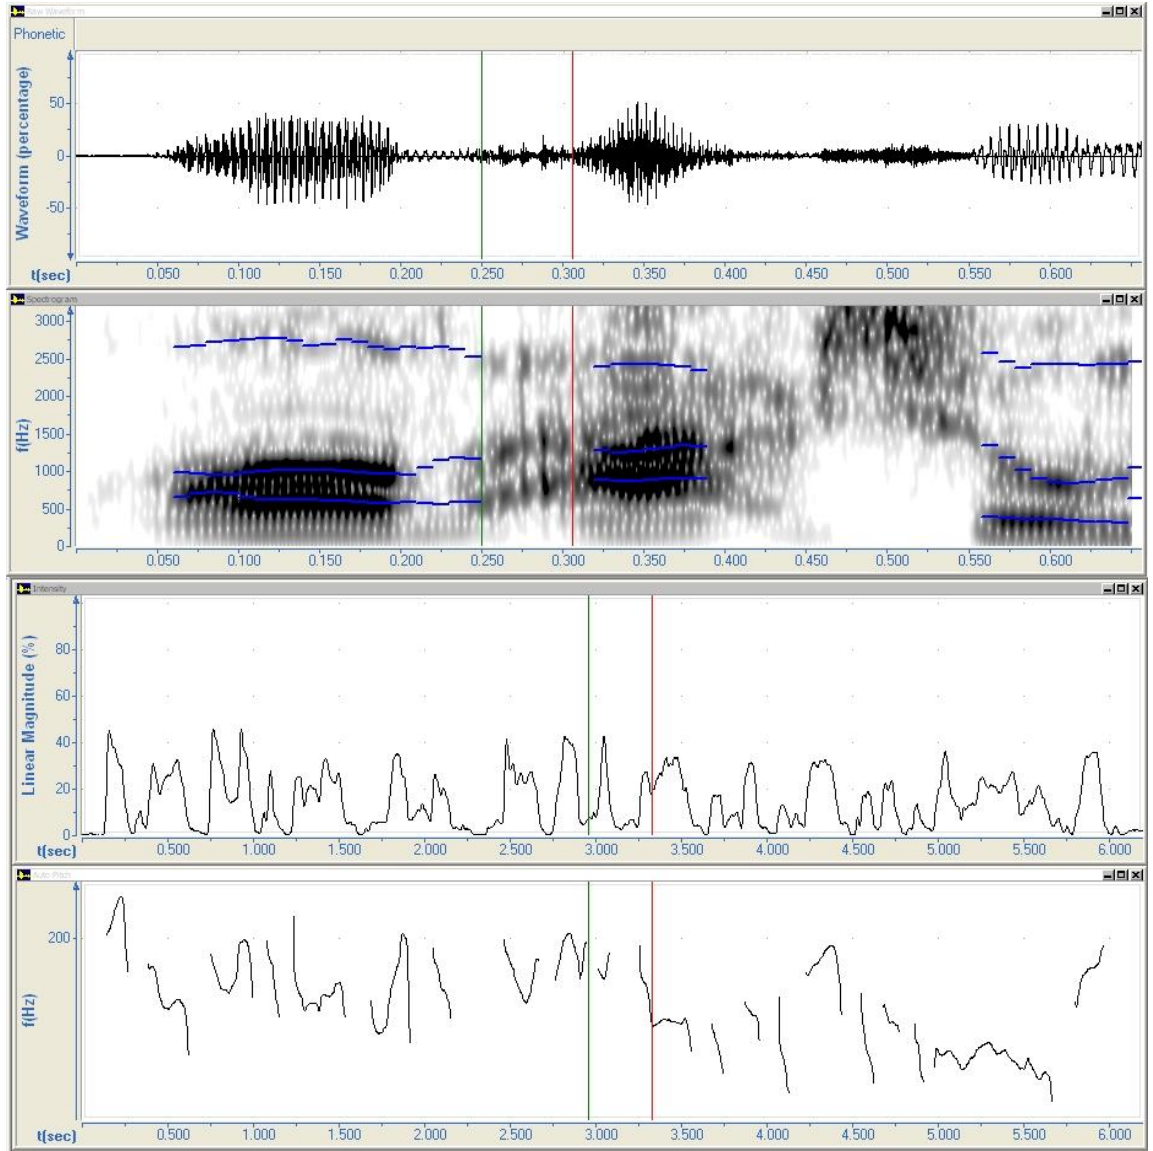 Raw Waveform
Phonetic
Waveform (percentage)
50
0
-50
t(sec)
0.050 0.100 0.150 0.200 0.250 0.300 0.350 0.400 0.450 0.500 0.550 0.600
Spectrogram
f(Hz)
3000
2500
2000
1500
1000
500
0
0.050 0.100 0.150 0.200 0.250 0.300 0.350 0.400 0.450 0.500 0.550 0.600
Intensity
Linear Magnitude (%)
80
60
40
20
0
t(sec)
0.500 1.000 1.500 2.000 2.500 3.000 3.500 4.000 4.500 5.000 5.500 6.000
Auto Pitch
200
f(Hz)
t(sec)
0.500 1.000 1.500 2.000 2.500 3.000 3.500 4.000 4.500 5.000 5.500 6.000